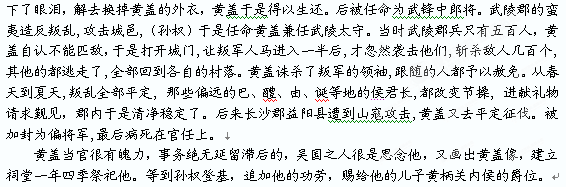 下了眼泪，解去换掉黄盖的外衣，黄盖于是得以生还。后被任命为武锋中郎将。武陵郡的蛮
夷造反叛乱,攻击城邑,（孙权）于是任命黄盖兼任武陵太守。当时武陵郡兵只有五百人，黄
盖自认不能匹敌,于是打开城门,让叛军人马进入一半后,才忽然袭击他们,斩杀敌人几百个,
其他的都逃走了,全部回到各自的村落。黄盖诛杀了叛军的领袖,跟随的人都予以赦免。从春
天到夏天,叛乱全部平定, 那些偏远的巴、醴、由、诞等地的侯君长,都改变节操, 进献礼物
请求觐见，郡内于是清净稳定了。后来长沙郡益阳县遭到山寇攻击,黄盖又去平定征伐。被
加封为偏将军,最后病死在官任上。
黄盖当官很有魄力，事务绝无延留滞后的，吴国之人很是思念他，又画出黄盖像，建立
祠堂一年四季祭祀他。等到孙权登基，追加他的功劳，赐给他的儿子黄柄关内侯的爵位。